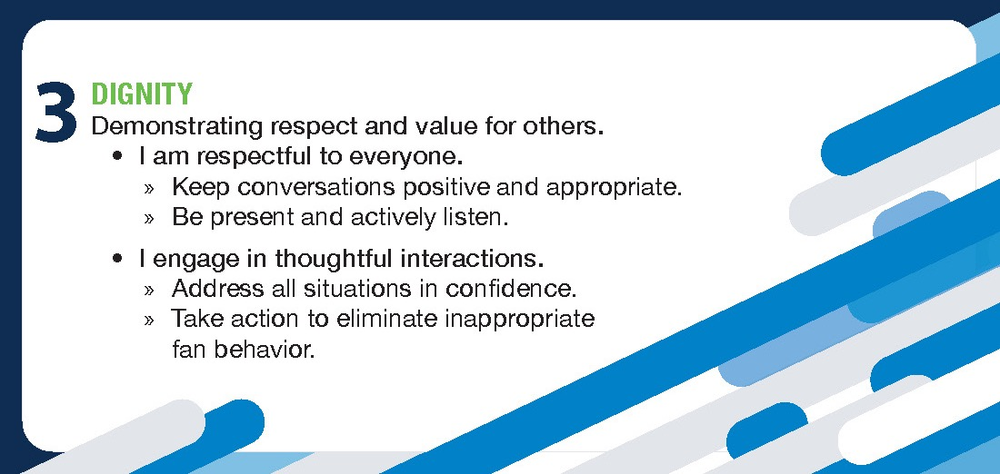 3 DIGNITY
Demonstrating respect and value for others.
• I am respectful to everyone.
» Keep conversations positive and appropriate.
» Be present and actively listen.
• I engage in thoughtful interactions.
» Address all situations in confidence.
» Take action to eliminate inappropriate
fan behavior.